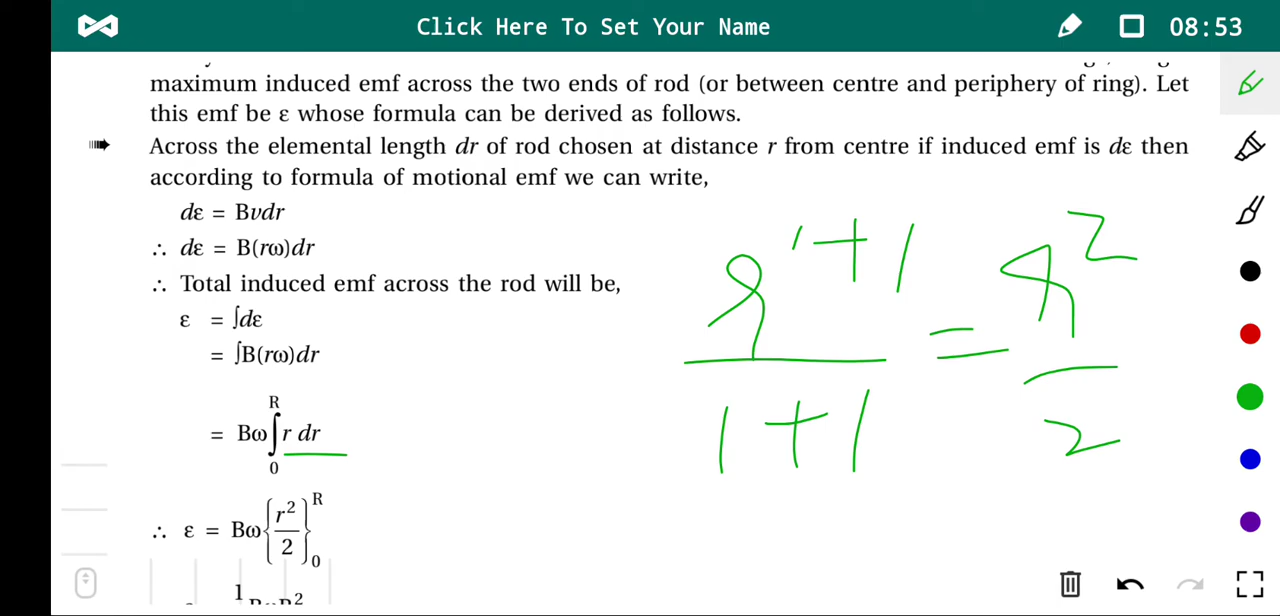 Click Here To Set Your Name
08:53
maximum induced emf across the two ends of rod (or between centre and periphery of ring). Let
this emf be ε whose formula can be derived as follows.
➠ Across the elemental length dr of rod chosen at distance r from centre if induced emf is dε then
according to formula of motional emf we can write,
dε = Bvdr
∴ dε = B(rω)dr
∴ Total induced emf across the rod will be,
ε = ∫dε
= ∫B(rω)dr
= Bω ∫₀ᴿ r dr
∴ ε = Bω {r²/2}₀ᴿ
r¹⁺¹/1+1 = r²/2